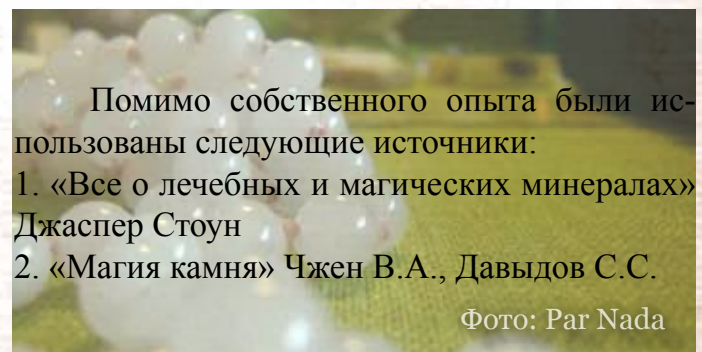 Помимо собственного опыта были ис-
пользованы следующие источники:
1. «Все о лечебных и магических минералах»
Джаспер Стоун
2. «Магия камня» Чжен В.А., Давыдов С.С.
Фото: Par Nada